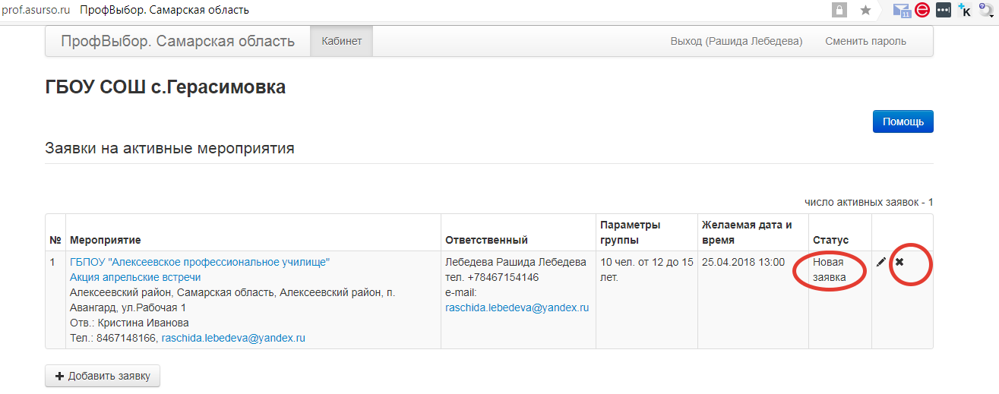 prof.asurso.ru ПрофВыбор. Самарская область
11
ПрофВыбор. Самарская область Кабинет Выход (Рашида Лебедева) Сменить пароль
ГБОУ СОШ с.Герасимовка
Помощь
Заявки на активные мероприятия
число активных заявок - 1
№ Мероприятие Ответственный Параметры группы Желаемая дата и время Статус
1 ГБПОУ "Алексеевское профессиональное училище"
Акция апрельские встречи
Алексеевский район, Самарская область, Алексеевский район, п.
Авангард, ул.Рабочая 1
Отв.: Кристина Иванова
Тел.: 8467148166, raschida.lebedeva@yandex.ru
Лебедева Рашида Лебедева
тел. +78467154146
e-mail:
raschida.lebedeva@yandex.ru
10 чел. от 12 до 15
лет.
25.04.2018 13:00
Новая
заявка
Добавить заявку